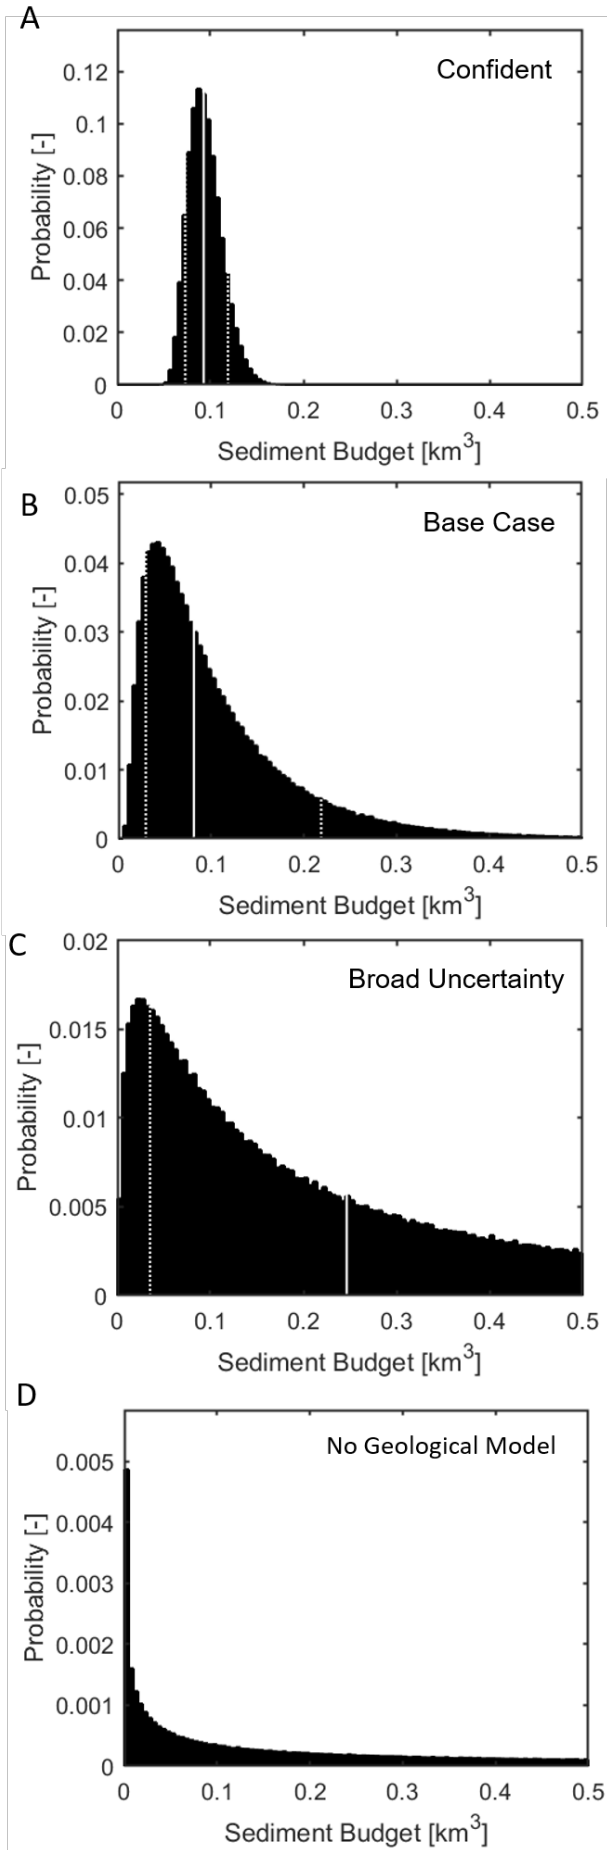 A
Confident
0.12
0.1
0.08
0.06
0.04
0.02
0
Probability [-]
0 0.1 0.2 0.3 0.4 0.5
Sediment Budget [km³]
B
Base Case
0.05
0.04
0.03
0.02
0.01
0
Probability [-]
0 0.1 0.2 0.3 0.4 0.5
Sediment Budget [km³]
C
Broad Uncertainty
0.02
0.015
0.01
0.005
0
Probability [-]
0 0.1 0.2 0.3 0.4 0.5
Sediment Budget [km³]
D
No Geological Model
0.005
0.004
0.003
0.002
0.001
0
Probability [-]
0 0.1 0.2 0.3 0.4 0.5
Sediment Budget [km³]